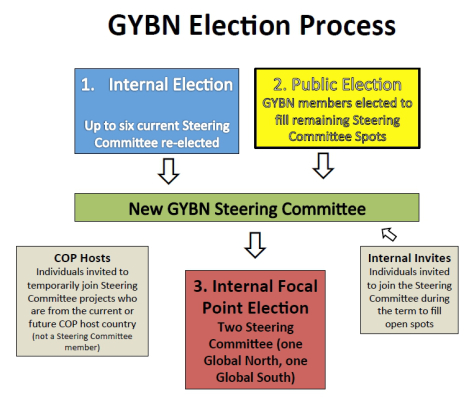 GYBN Election Process
1. Internal Election
Up to six current Steering
Committee re-elected
2. Public Election
GYBN members elected to
fill remaining Steering
Committee Spots
New GYBN Steering Committee
COP Hosts
Individuals invited to
temporarily join Steering
Committee projects who
are from the current or
future COP host country
(not a Steering Committee
member)
3. Internal Focal
Point Election
Two Steering
Committee (one
Global North, one
Global South)
Internal Invites
Individuals invited
to join the Steering
Committee during
the term to fill
open spots